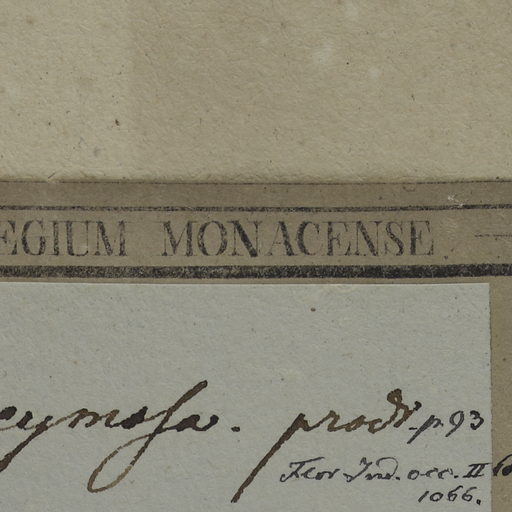 EGIUM MONACENSE
cymosa. prodr. p. 93
Flor. Ind. occ. II
1066.